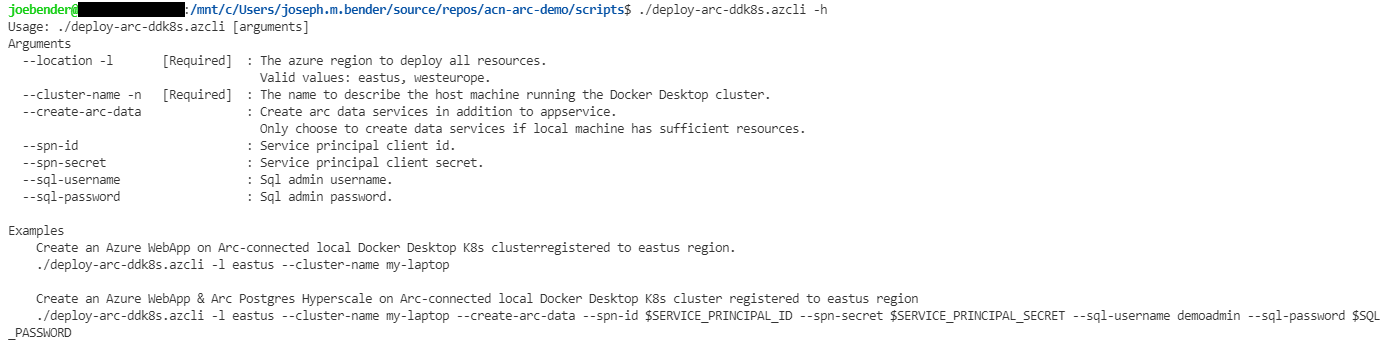 joebender@:/mnt/c/Users/joseph.m.bender/source/repos/acn-arc-demo/scripts$ ./deploy-arc-ddk8s.azcli -h
Usage: ./deploy-arc-ddk8s.azcli [arguments]
Arguments
  --location -l       [Required]  : The azure region to deploy all resources.
                                    Valid values: eastus, westeurope.
  --cluster-name -n   [Required]  : The name to describe the host machine running the Docker Desktop cluster.
  --create-arc-data               : Create arc data services in addition to appservice.
                                    Only choose to create data services if local machine has sufficient resources.
  --spn-id                        : Service principal client id.
  --spn-secret                    : Service principal client secret.
  --sql-username                  : Sql admin username.
  --sql-password                  : Sql admin password.

Examples
    Create an Azure WebApp on Arc-connected local Docker Desktop K8s clusterregistered to eastus region.
    ./deploy-arc-ddk8s.azcli -l eastus --cluster-name my-laptop

    Create an Azure WebApp & Arc Postgres Hyperscale on Arc-connected local Docker Desktop K8s cluster registered to eastus region
    ./deploy-arc-ddk8s.azcli -l eastus --cluster-name my-laptop --create-arc-data --spn-id $SERVICE_PRINCIPAL_ID --spn-secret $SERVICE_PRINCIPAL_SECRET --sql-username demoadmin --sql-password $SQL
_PASSWORD